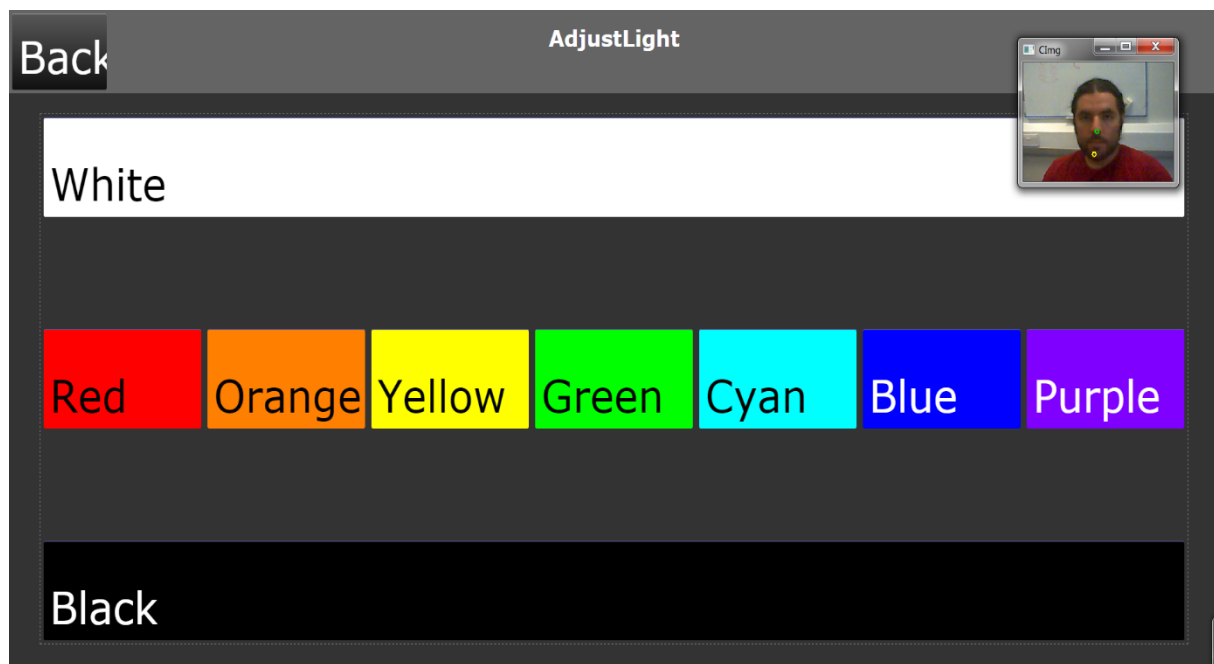 Back
AdjustLight
CImg
White
Red Orange Yellow Green Cyan Blue Purple
Black